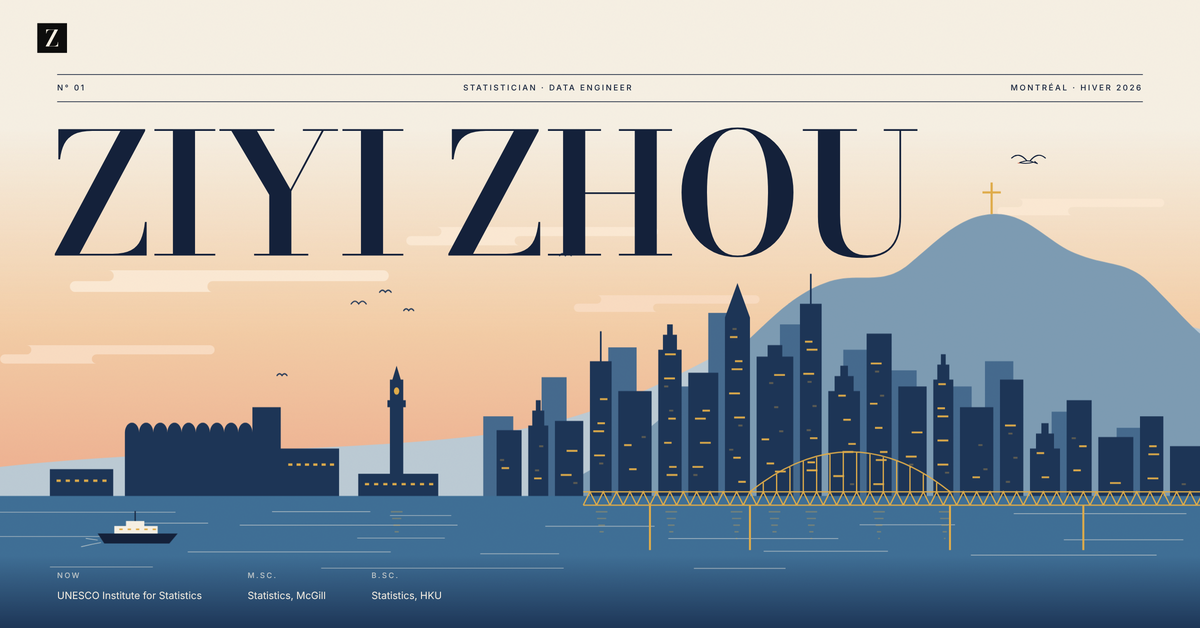 Z
N° 01
STATISTICIAN · DATA ENGINEER
MONTRÉAL · HIVER 2026
ZIYI ZHOU
NOW
M.SC.
B.SC.
UNESCO Institute for Statistics
Statistics, McGill
Statistics, HKU